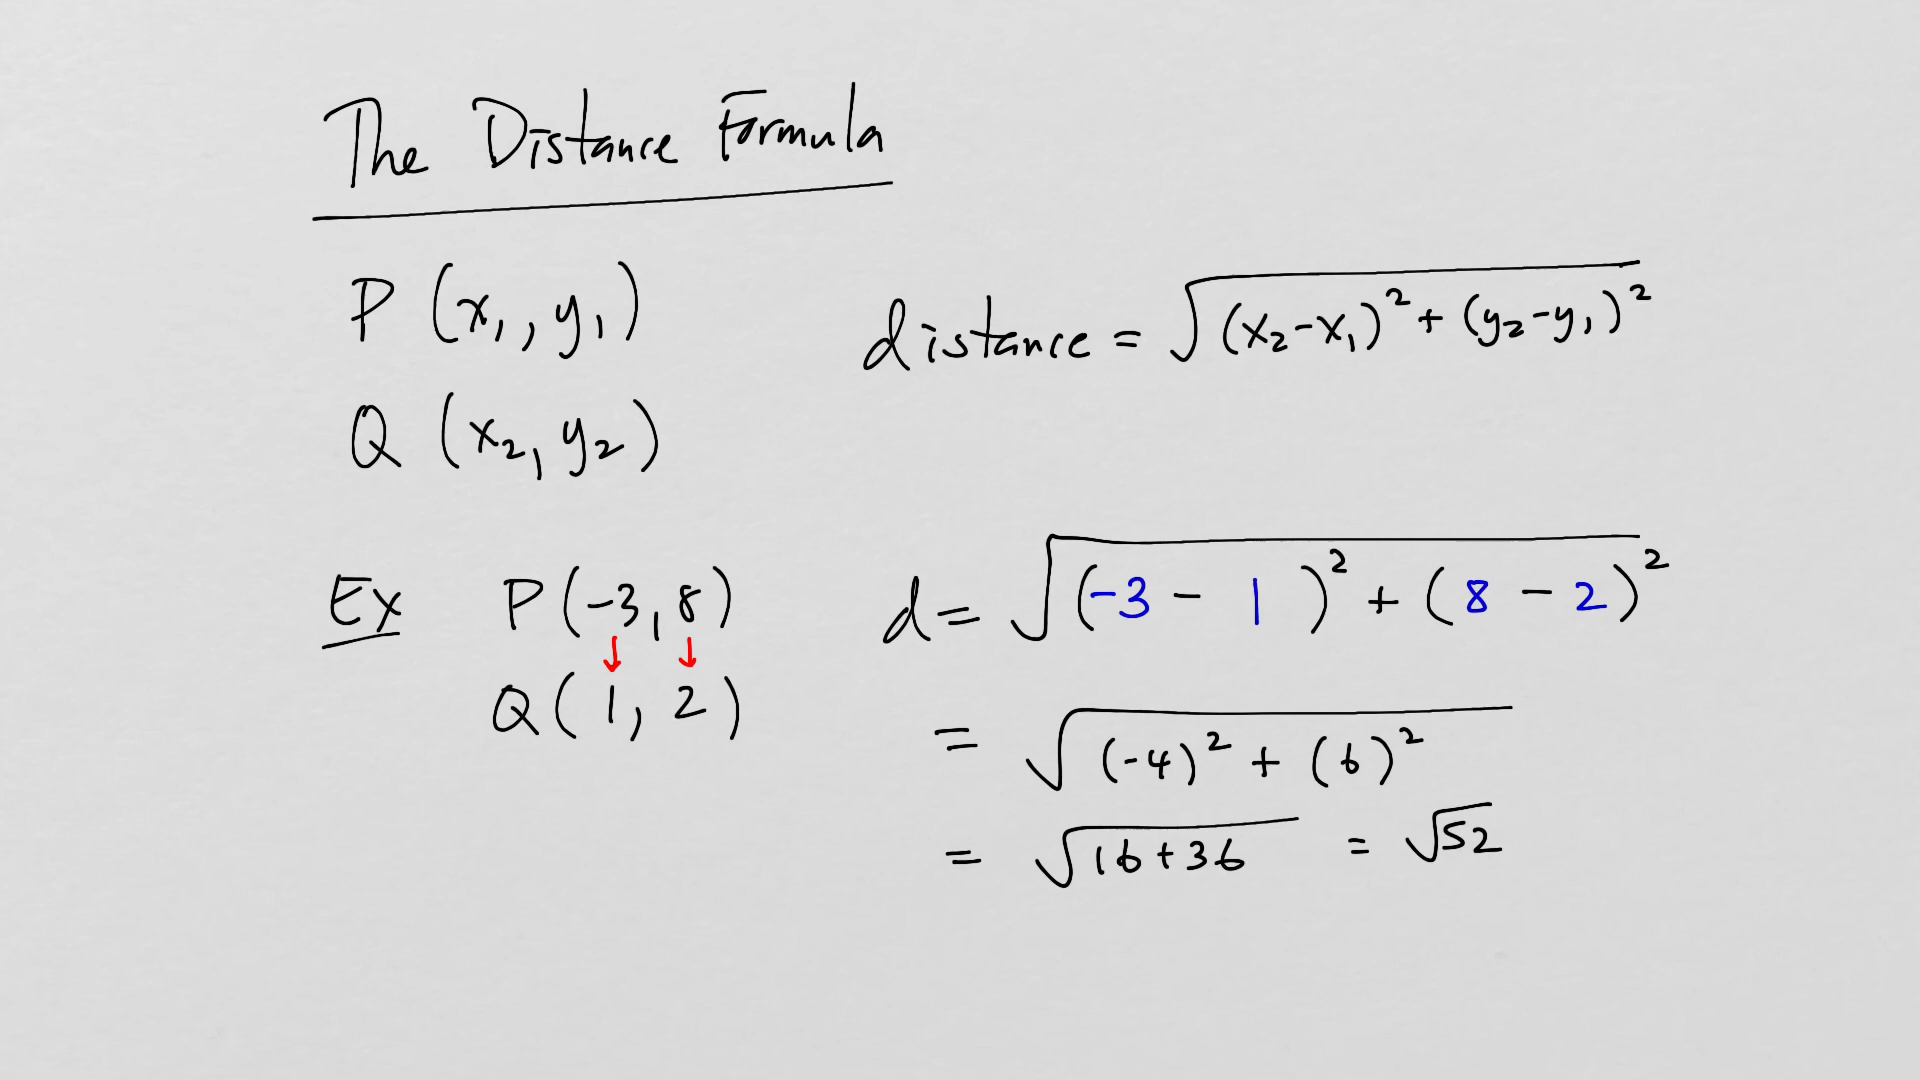 The Distance Formula
P (x₁, y₁)
distance = √((x₂-x₁)² + (y₂-y₁)²)
Q (x₂, y₂)
Ex P(-3, 8)
d = √((-3 - 1)² + (8 - 2)²)
↓ ↓
Q(1, 2)
= √((-4)² + (6)²)
= √(16+36) = √52